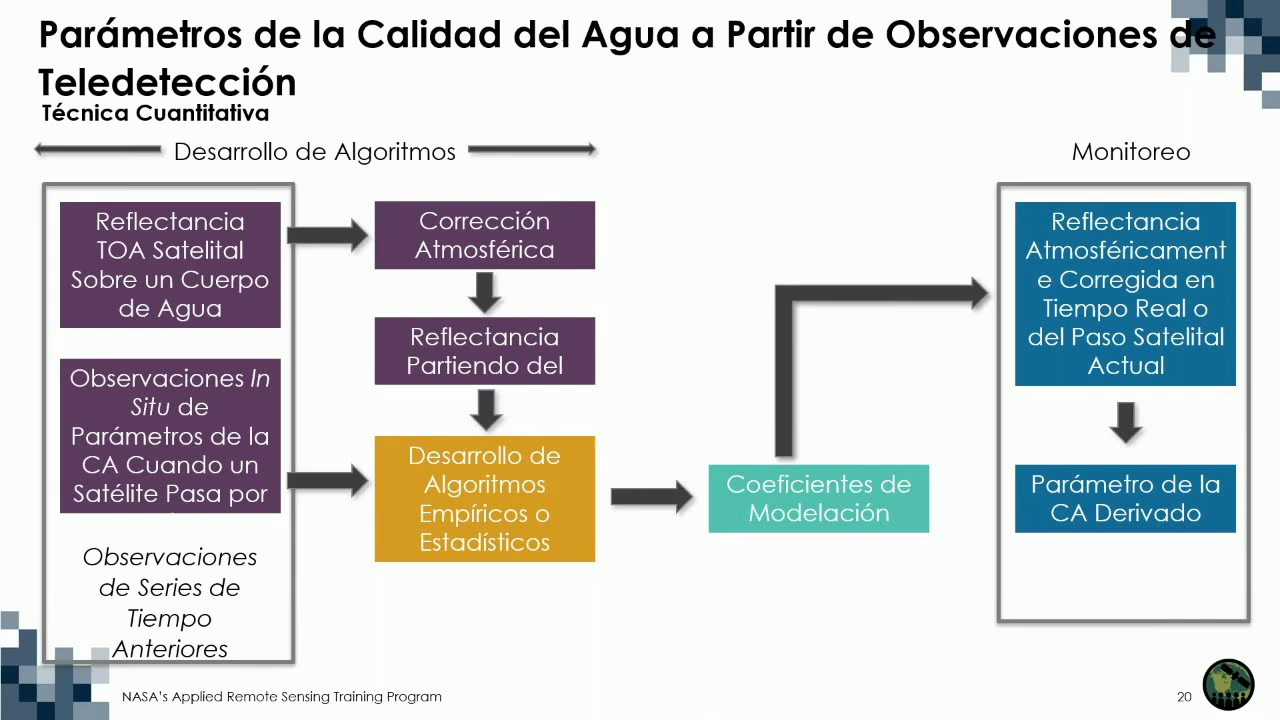 Parámetros de la Calidad del Agua a Partir de Observaciones de
Teledetección
Técnica Cuantitativa
Desarrollo de Algoritmos
Monitoreo
Reflectancia
TOA Satelital
Sobre un Cuerpo
de Agua
Observaciones In
Situ de
Parámetros de la
CA Cuando un
Satélite Pasa por
Observaciones
de Series de
Tiempo
Anteriores
Corrección
Atmosférica
Reflectancia
Partiendo del
Desarrollo de
Algoritmos
Empíricos o
Estadísticos
Coeficientes de
Modelación
Reflectancia
Atmosféricament
e Corregida en
Tiempo Real o
del Paso Satelital
Actual
Parámetro de la
CA Derivado
NASA's Applied Remote Sensing Training Program
20